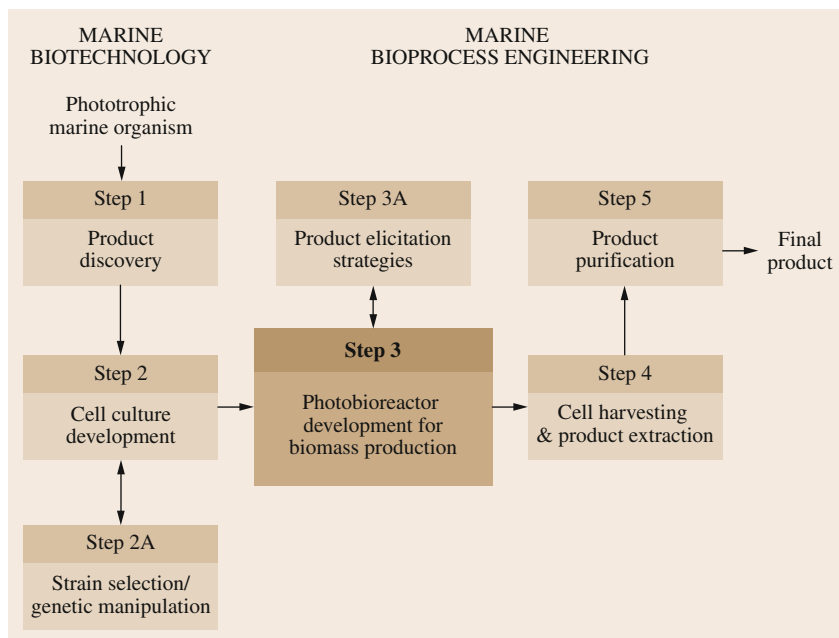 MARINE
BIOTECHNOLOGY
MARINE
BIOPROCESS ENGINEERING
Phototrophic
marine organism
Step 1
Product
discovery
Step 2
Cell culture
development
Step 2A
Strain selection/
genetic manipulation
Step 3A
Product elicitation
strategies
Step 3
Photobioreactor
development for
biomass production
Step 4
Cell harvesting
& product extraction
Step 5
Product
purification
Final
product